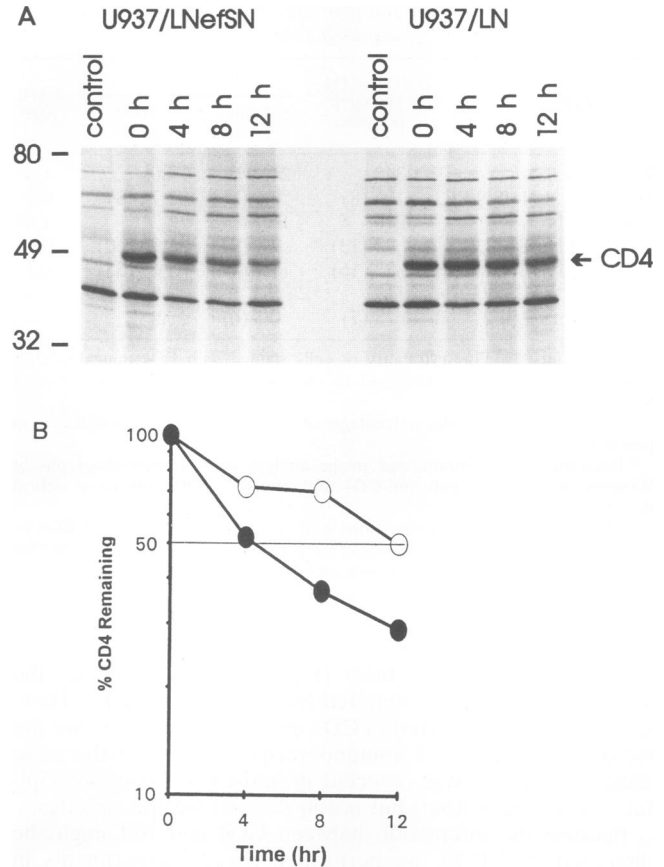 A
U937/LNefSN U937/LN
control 0 h 4 h 8 h 12 h control 0 h 4 h 8 h 12 h
80
49
← CD4
32
B
100
50
10
% CD4 Remaining
0 4 8 12
Time (hr)